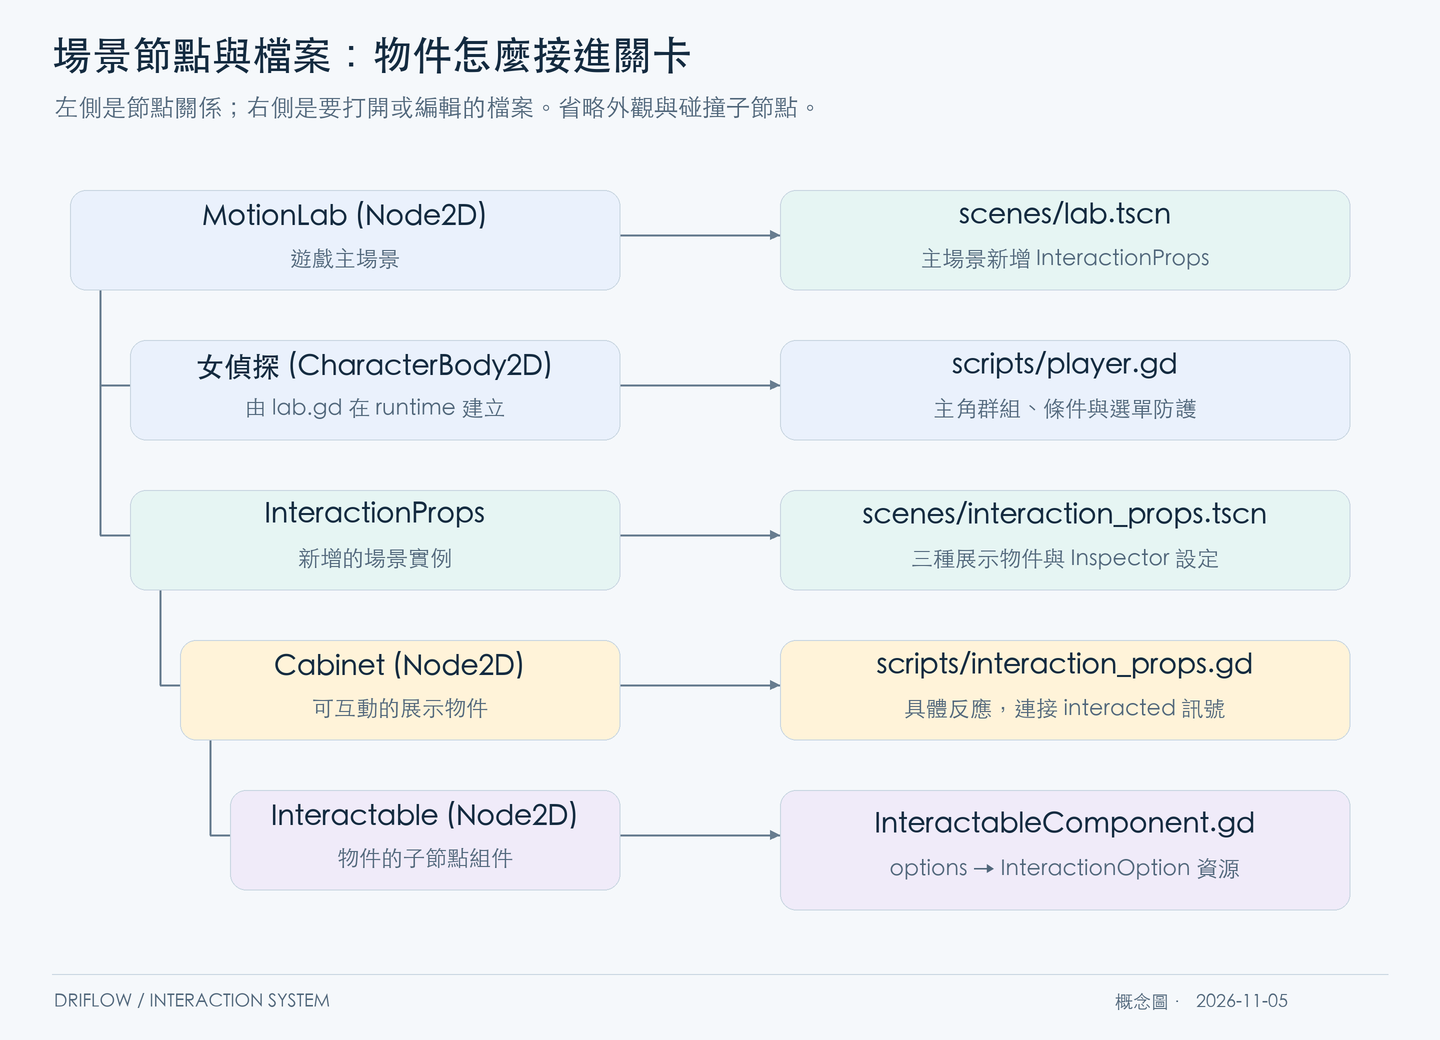 場景節點與檔案：物件怎麼接進關卡
左側是節點關係；右側是要打開或編輯的檔案。省略外觀與碰撞子節點。
MotionLab (Node2D)
遊戲主場景
scenes/lab.tscn
主場景新增 InteractionProps
女偵探 (CharacterBody2D)
由 lab.gd 在 runtime 建立
scripts/player.gd
主角群組、條件與選單防護
InteractionProps
新增的場景實例
scenes/interaction_props.tscn
三種展示物件與 Inspector 設定
Cabinet (Node2D)
可互動的展示物件
scripts/interaction_props.gd
具體反應，連接 interacted 訊號
Interactable (Node2D)
物件的子節點組件
InteractableComponent.gd
options → InteractionOption 資源
DRIFLOW / INTERACTION SYSTEM
概念圖 · 2026-11-05